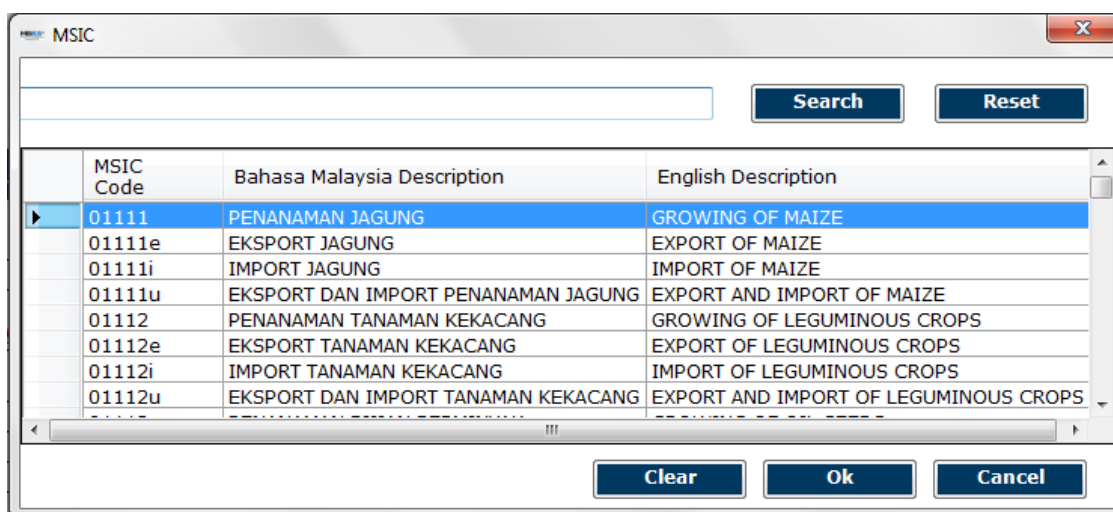 MSIC
Search Reset
MSIC Code Bahasa Malaysia Description English Description
01111 PENANAMAN JAGUNG GROWING OF MAIZE
01111e EKSPORT JAGUNG EXPORT OF MAIZE
01111i IMPORT JAGUNG IMPORT OF MAIZE
01111u EKSPORT DAN IMPORT PENANAMAN JAGUNG EXPORT AND IMPORT OF MAIZE
01112 PENANAMAN TANAMAN KEKACANG GROWING OF LEGUMINOUS CROPS
01112e EKSPORT TANAMAN KEKACANG EXPORT OF LEGUMINOUS CROPS
01112i IMPORT TANAMAN KEKACANG IMPORT OF LEGUMINOUS CROPS
01112u EKSPORT DAN IMPORT TANAMAN KEKACANG EXPORT AND IMPORT OF LEGUMINOUS CROPS
Clear Ok Cancel